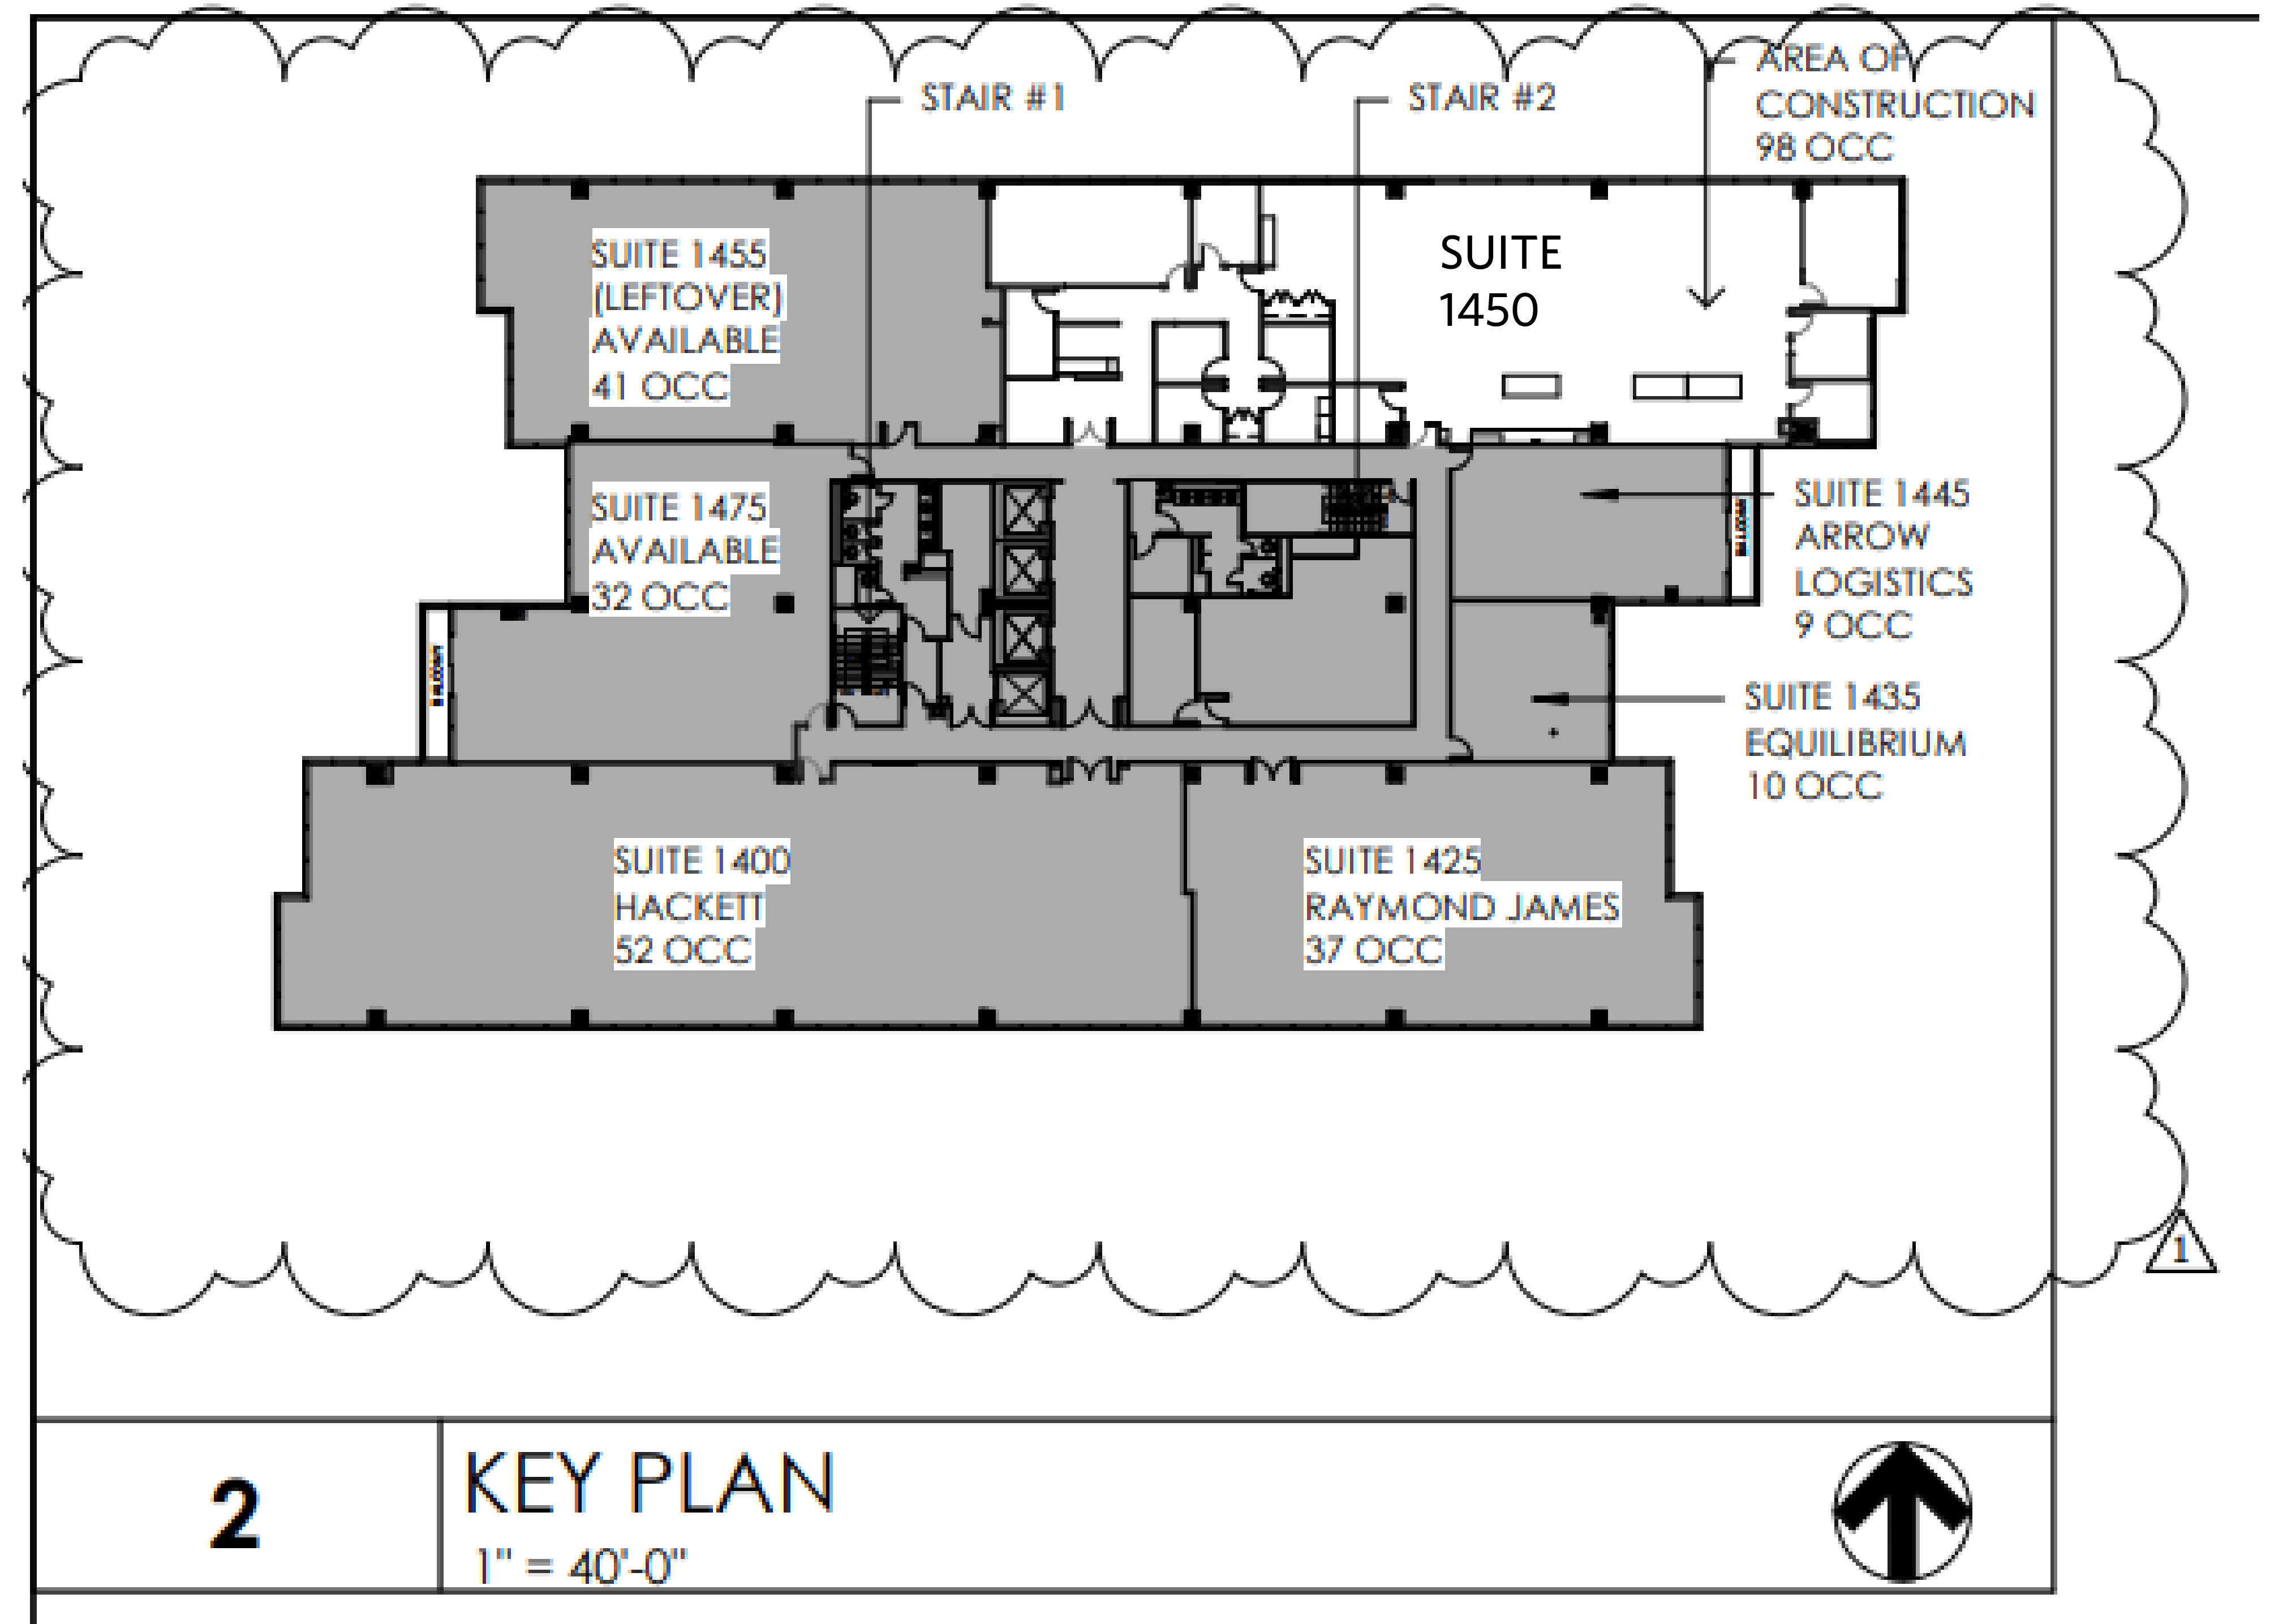 STAIR #1
STAIR #2
AREA OF
CONSTRUCTION
98 OCC
SUITE 1455
(LEFTOVER)
AVAILABLE
41 OCC
SUITE
1450
SUITE 1475
AVAILABLE
32 OCC
BALCONY
BALCONY
SUITE 1445
ARROW
LOGISTICS
9 OCC
SUITE 1435
EQUILIBRIUM
10 OCC
SUITE 1400
HACKETT
52 OCC
SUITE 1425
RAYMOND JAMES
37 OCC
1
2
KEY PLAN
1" = 40'-0"